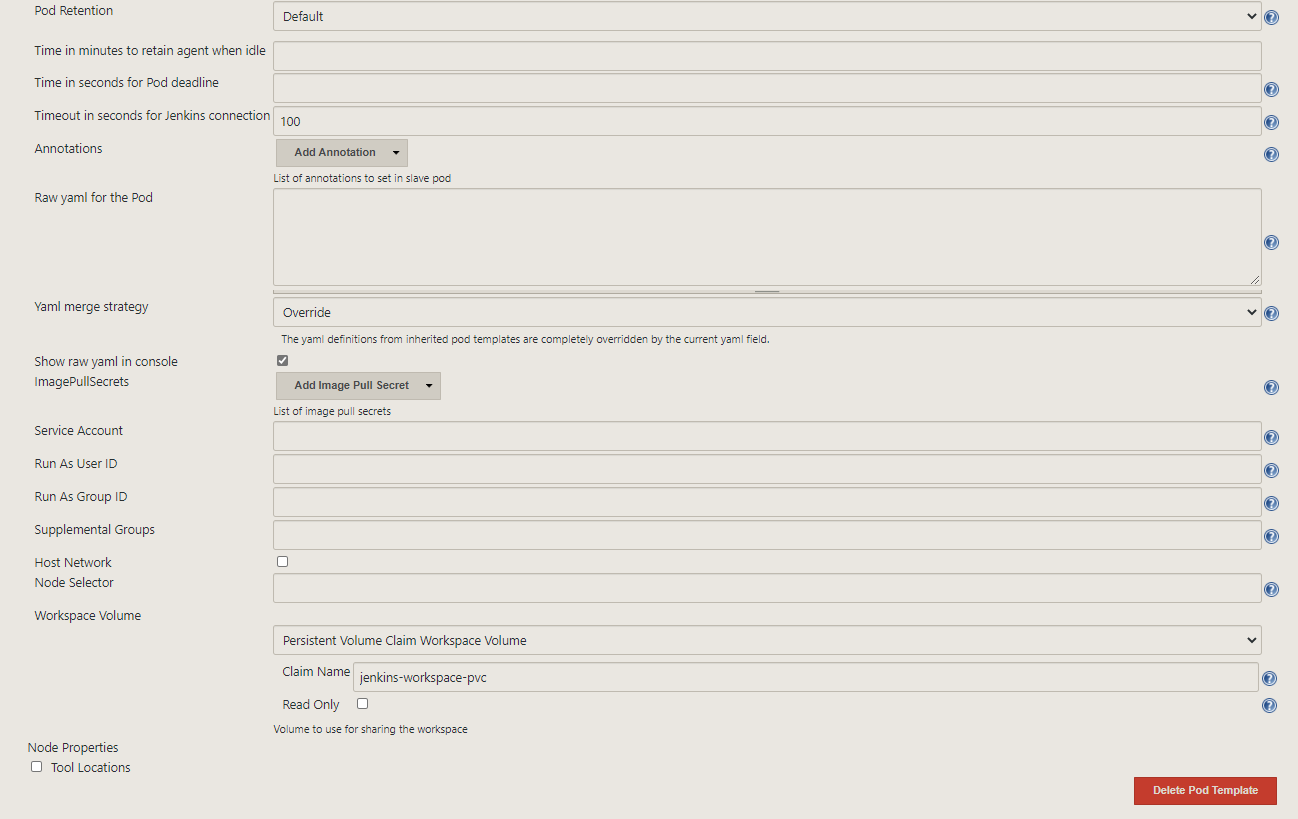 Pod Retention
Default
Time in minutes to retain agent when idle
Time in seconds for Pod deadline
Timeout in seconds for Jenkins connection
100
Annotations
Add Annotation
List of annotations to set in slave pod
Raw yaml for the Pod
Yaml merge strategy
Override
The yaml definitions from inherited pod templates are completely overridden by the current yaml field.
Show raw yaml in console
ImagePullSecrets
Add Image Pull Secret
List of image pull secrets
Service Account
Run As User ID
Run As Group ID
Supplemental Groups
Host Network
Node Selector
Workspace Volume
Persistent Volume Claim Workspace Volume
Claim Name
jenkins-workspace-pvc
Read Only
Volume to use for sharing the workspace
Node Properties
Tool Locations
Delete Pod Template